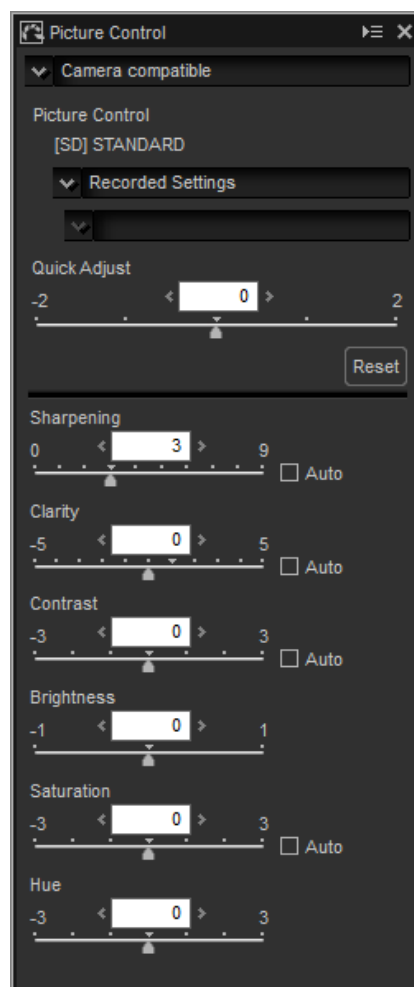 Picture Control
Camera compatible
Picture Control
[SD] STANDARD
Recorded Settings
Quick Adjust
-2 0 2
Reset
Sharpening
0 3 9
Auto
Clarity
-5 0 5
Auto
Contrast
-3 0 3
Auto
Brightness
-1 0 1
Saturation
-3 0 3
Auto
Hue
-3 0 3